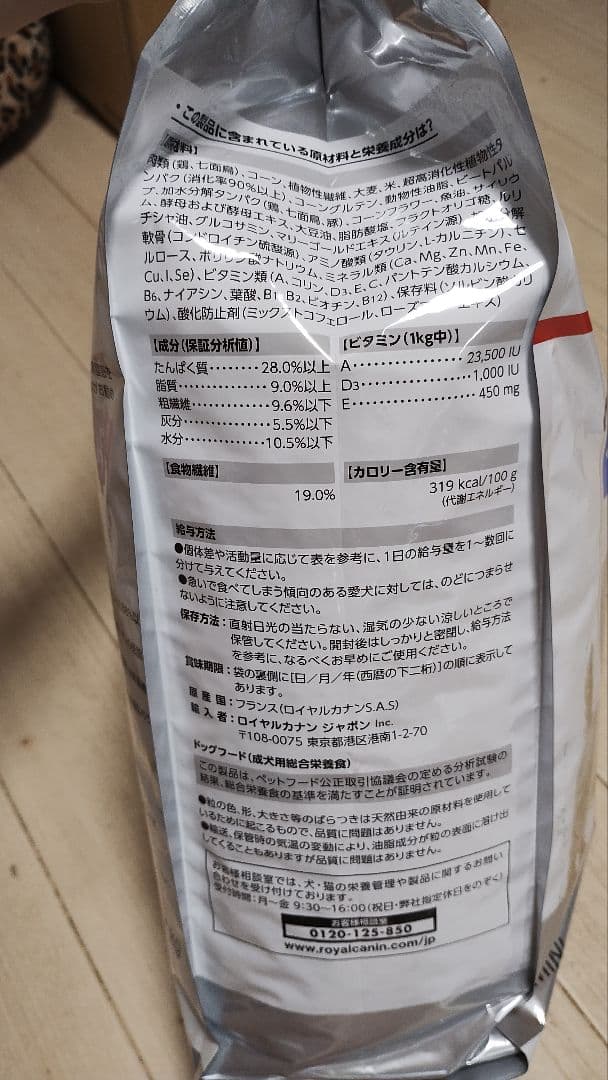 ・この製品に含まれている原材料と栄養成分は?
【原料】
肉類(鶏、七面鳥)、コーン、植物性繊維、大麦、米、超高消化性植物性タ
ンパク(消化率90%以上)、コーングルテン、動物性油脂、ビートパル
プ、加水分解タンパク(鶏、七面鳥、豚)、コーンフラワー、魚油、サイリウ
ム、酵母および酵母エキス、大豆油、脂肪酸塩、フラクトオリゴ糖、ルリ
チシャ油、グルコサミン、マリーゴールドエキス(ルテイン源)、加水分解
軟骨(コンドロイチン硫酸源)、アミノ酸類(タウリン、L-カルニチン)、セ
ルロース、ポリリン酸ナトリウム、ミネラル類(Ca、Mg、Zn、Mn、Fe、
Cu、I、Se)、ビタミン類(A、コリン、D3、E、C、パントテン酸カルシウム、
B6、ナイアシン、葉酸、B1、B2、ビオチン、B12)、保存料(ソルビン酸カリ
ウム)、酸化防止剤(ミックストコフェロール、ローズマリーエキス)
【成分(保証分析値)】
たんぱく質・・・・・・・・28.0%以上
脂質・・・・・・・・・・・・・9.0%以上
粗繊維・・・・・・・・・・・9.6%以下
灰分・・・・・・・・・・・・・5.5%以下
水分・・・・・・・・・・・・10.5%以下
【ビタミン(1kg中)】
A・・・・・・・・・・・・・・・23,500 IU
D3・・・・・・・・・・・・・・・1,000 IU
E・・・・・・・・・・・・・・・・・450 mg
【食物繊維】
19.0%
【カロリー含有量】
319 kcal/100 g
(代謝エネルギー)
給与方法
●個体差や活動量に応じて表を参考に、1日の給与量を1〜数回に
分けて与えてください。
●急いで食べてしまう傾向のある愛犬に対しては、のどにつまらせ
ないように注意してください。
保存方法：直射日光の当たらない、湿気の少ない涼しいところで
保管してください。開封後はしっかりと密閉し、給与方法
を参考に、なるべくお早めにご使用ください。
賞味期限：袋の裏側に[日／月／年(西暦の下二桁)]の順に表示して
あります。
原産国：フランス(ロイヤルカナンS.A.S)
輸入者：ロイヤルカナン ジャポン Inc.
〒108-0075 東京都港区港南1-2-70
ドッグフード(成犬用総合栄養食)
この製品は、ペットフード公正取引協議会の定める分析試験の
結果、総合栄養食の基準を満たすことが証明されています。
●粒の色、形、大きさ等のばらつきは天然由来の原材料を使用して
いるために起こるもので、品質に問題はありません。
●輸送、保管時の気温の変動により、油脂成分が粒の表面に溶け出
してくることもありますが品質に問題はありません。
お客様相談室では、犬・猫の栄養管理や製品に関するお問い
合わせを受け付けております。
受付時間：月〜金 9:30〜16:00(祝日・弊社指定休日をのぞく)
お客様相談室
0120-125-850
www.royalcanin.com/jp